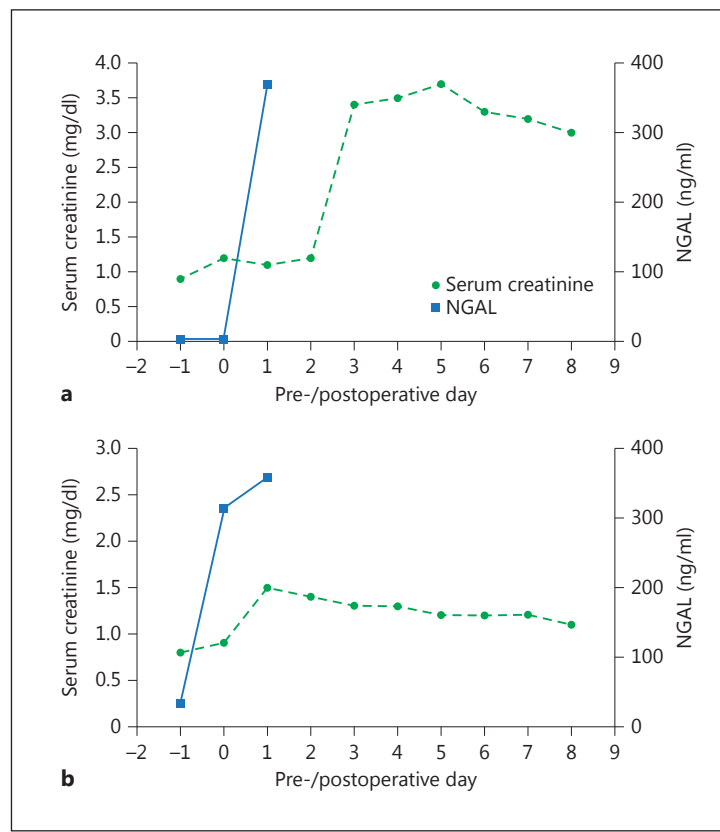 4.0
3.5
3.0
2.5
2.0
1.5
1.0
0.5
0
Serum creatinine (mg/dl)
400
300
200
100
0
NGAL (ng/ml)
Serum creatinine
NGAL
–2 –1 0 1 2 3 4 5 6 7 8 9
a Pre-/postoperative day
3.0
2.5
2.0
1.5
1.0
0.5
0
Serum creatinine (mg/dl)
400
300
200
100
0
NGAL (ng/ml)
–2 –1 0 1 2 3 4 5 6 7 8 9
b Pre-/postoperative day